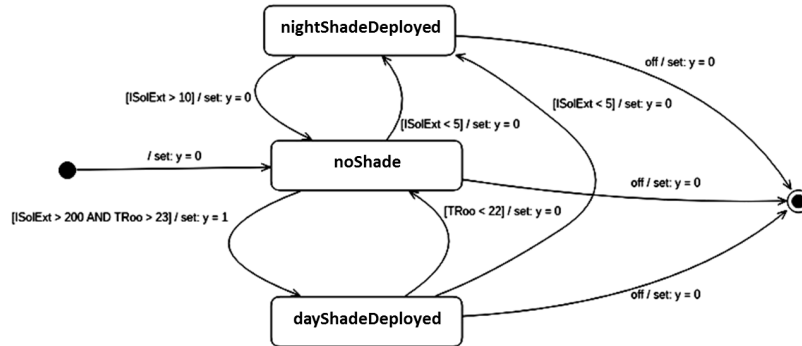 nightShadeDeployed
off / set: y = 0
[ISolExt > 10] / set: y = 0
[ISolExt < 5] / set: y = 0
[ISolExt < 5] / set: y = 0
/ set: y = 0
noShade
off / set: y = 0
[ISolExt > 200 AND TRoo > 23] / set: y = 1
[TRoo < 22] / set: y = 0
off / set: y = 0
dayShadeDeployed